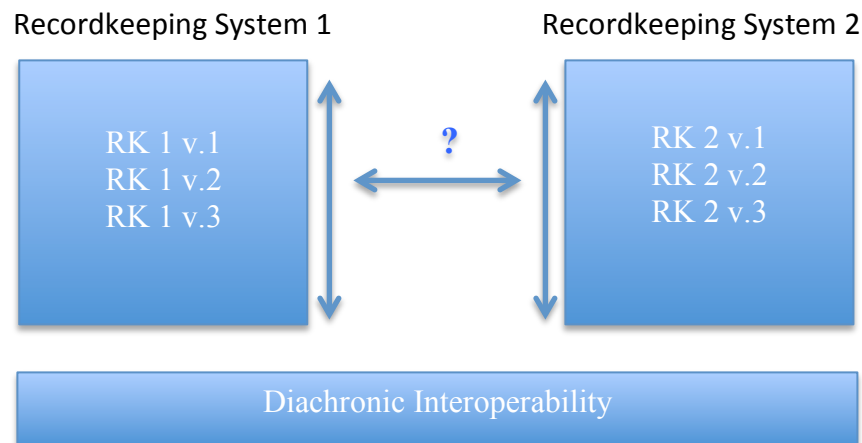 Recordkeeping System 1
Recordkeeping System 2
RK 1 v.1
RK 1 v.2
RK 1 v.3
?
RK 2 v.1
RK 2 v.2
RK 2 v.3
Diachronic Interoperability